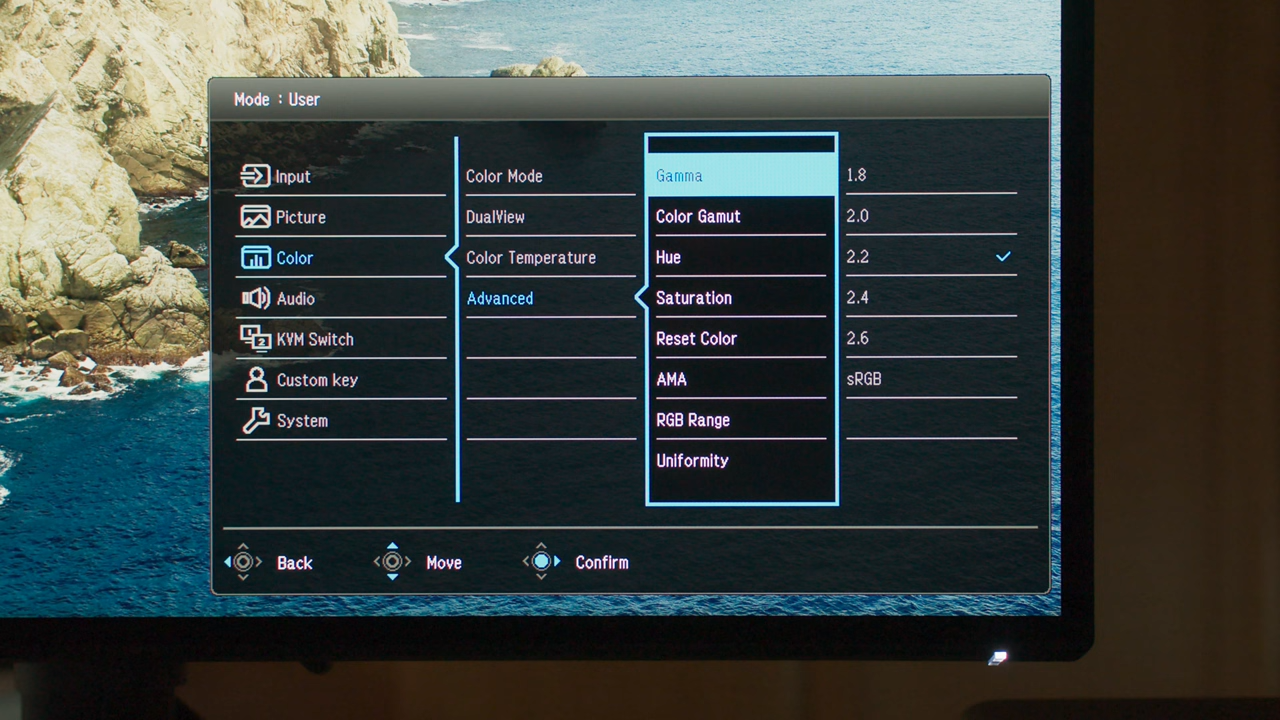 Mode : User
Input
Picture
Color
Audio
KVM Switch
Custom key
System
Color Mode
DualView
Color Temperature
Advanced
Gamma
Color Gamut
Hue
Saturation
Reset Color
AMA
RGB Range
Uniformity
1.8
2.0
2.2
2.4
2.6
sRGB
Back
Move
Confirm